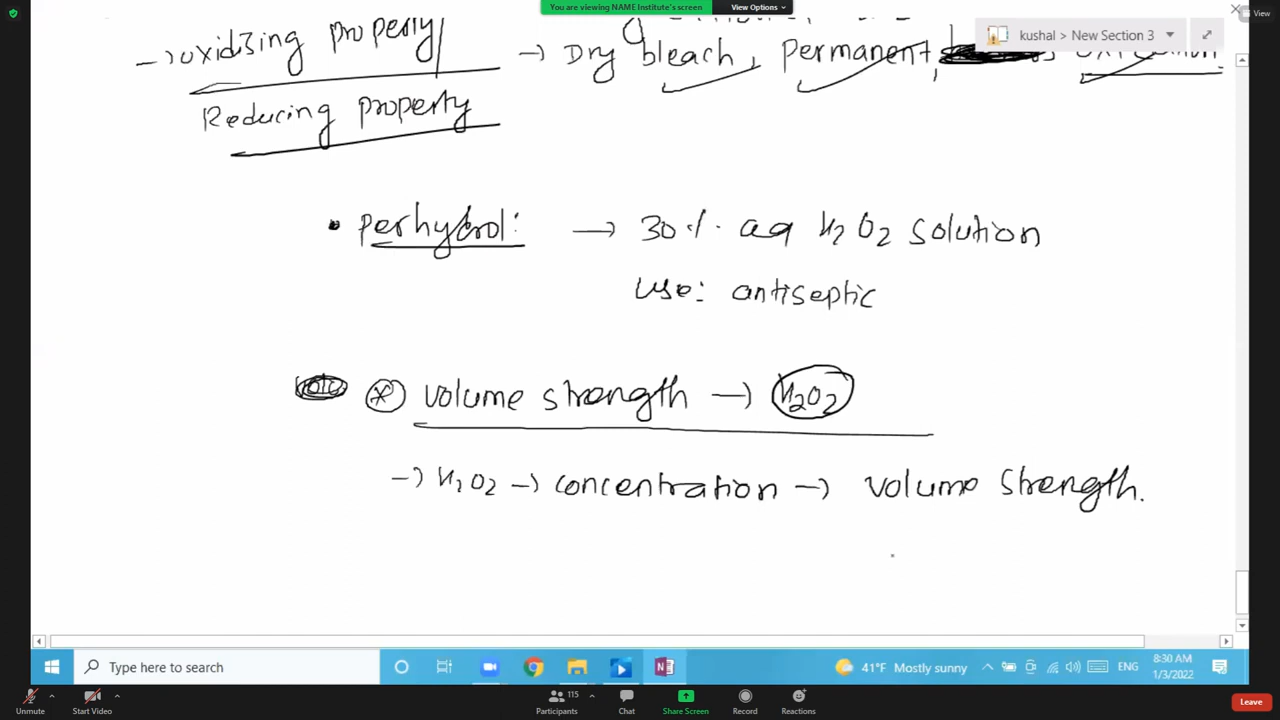 You are viewing NAME Institute's screen View Options
View
kushal > New Section 3
→ oxidizing property
→ Dry bleach, permanent,
Reducing property
• perhydrol: → 30% aq H2O2 solution
use: antiseptic
* volume strength → H2O2
→ H2O2 → concentration → volume strength.
Type here to search
41°F Mostly sunny
ENG
8:30 AM
1/3/2022
Unmute
Start Video
115
Participants
Chat
Share Screen
Record
Reactions
Leave